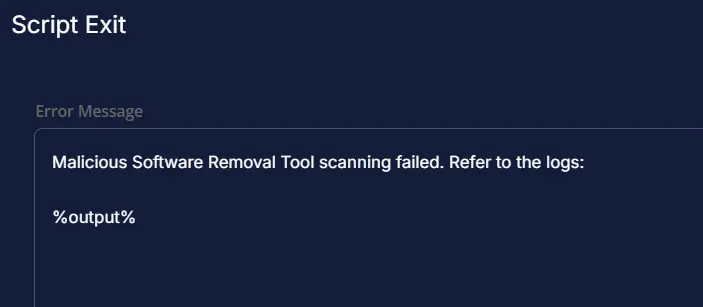 Script Exit
Error Message
Malicious Software Removal Tool scanning failed. Refer to the logs:
%output%